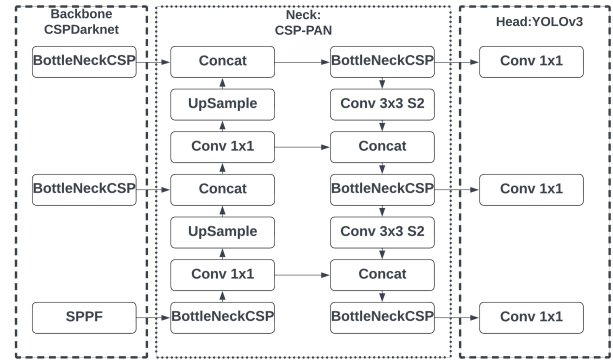 Backbone
CSPDarknet
Neck:
CSP-PAN
Head:YOLOv3
BottleNeckCSP
Concat
BottleNeckCSP
Conv 1x1
UpSample
Conv 3x3 S2
Conv 1x1
Concat
BottleNeckCSP
Concat
BottleNeckCSP
Conv 1x1
UpSample
Conv 3x3 S2
Conv 1x1
Concat
SPPF
BottleNeckCSP
BottleNeckCSP
Conv 1x1